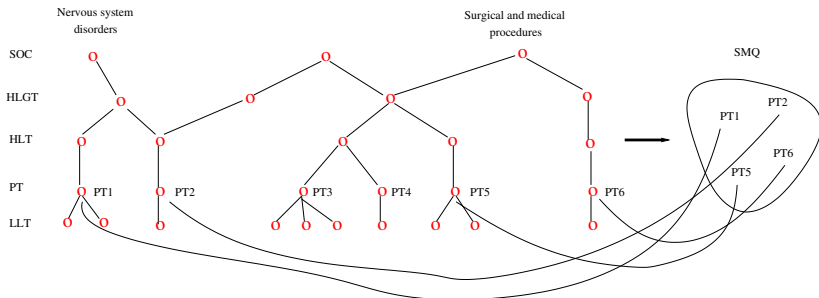 Nervous system
disorders
Surgical and medical
procedures
SOC
SMQ
HLGT
PT1
PT2
HLT
PT6
PT5
PT
PT1
PT2
PT3
PT4
PT5
PT6
LLT